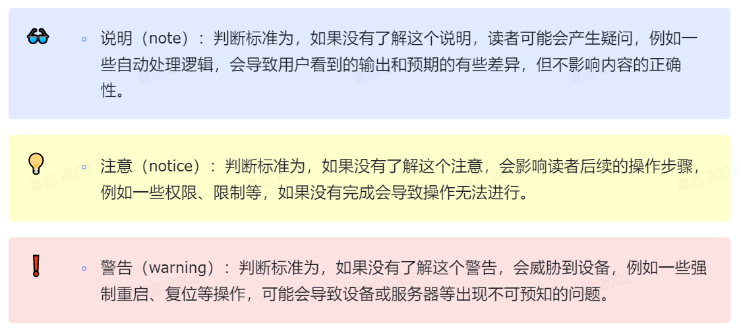 说明（note）：判断标准为，如果没有了解这个说明，读者可能会产生疑问，例如一
些自动处理逻辑，会导致用户看到的输出和预期的有些差异，但不影响内容的正确
性。
注意（notice）：判断标准为，如果没有了解这个注意，会影响读者后续的操作步骤，
例如一些权限、限制等，如果没有完成会导致操作无法进行。
警告（warning）：判断标准为，如果没有了解这个警告，会威胁到设备，例如一些强
制重启、复位等操作，可能会导致设备或服务器等出现不可预知的问题。